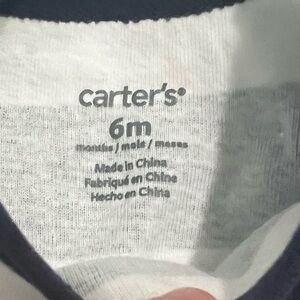 carter's
6m
months / mois / meses
Made in China
Fabriqué en Chine
Hecho en China